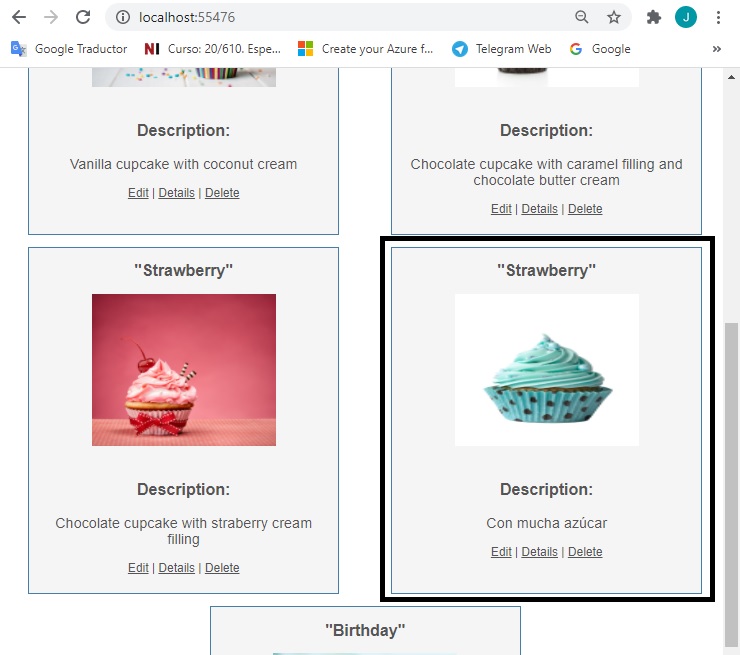 localhost:55476
J
Google Traductor
Curso: 20/610. Espe...
Create your Azure f...
Telegram Web
Google
»
Description:
Vanilla cupcake with coconut cream
Edit | Details | Delete
Description:
Chocolate cupcake with caramel filling and
chocolate butter cream
Edit | Details | Delete
"Strawberry"
Description:
Chocolate cupcake with straberry cream
filling
Edit | Details | Delete
"Strawberry"
Description:
Con mucha azúcar
Edit | Details | Delete
"Birthday"